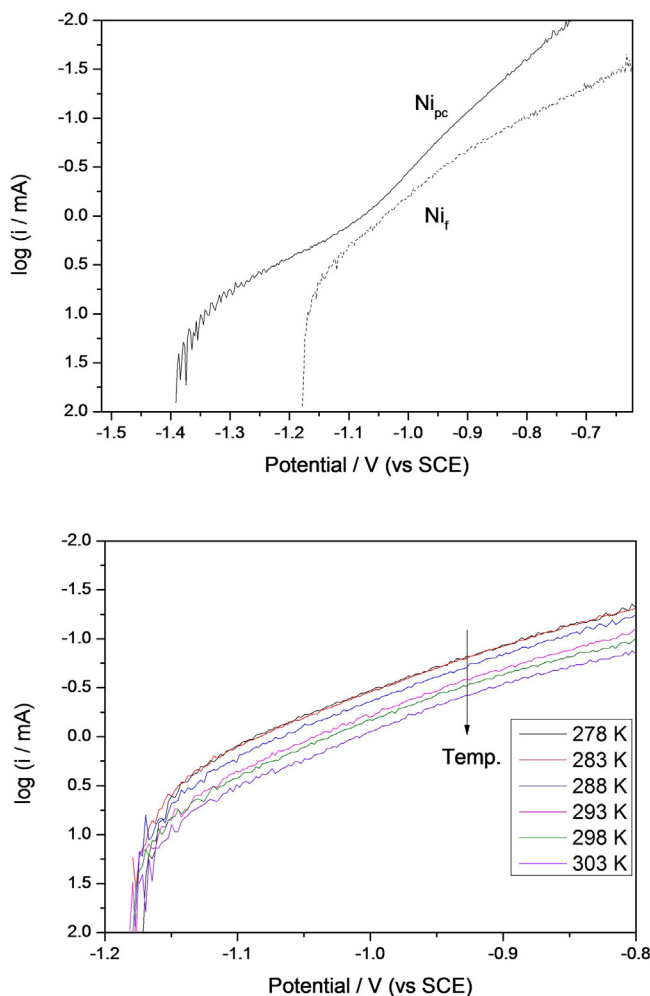 -2.0
-1.5
-1.0
-0.5
0.0
0.5
1.0
1.5
2.0
log (i / mA)
Ni_pc
Ni_f
-1.5 -1.4 -1.3 -1.2 -1.1 -1.0 -0.9 -0.8 -0.7
Potential / V (vs SCE)
-2.0
-1.5
-1.0
-0.5
0.0
0.5
1.0
1.5
2.0
log (i / mA)
Temp.
278 K
283 K
288 K
293 K
298 K
303 K
-1.2 -1.1 -1.0 -0.9 -0.8
Potential / V (vs SCE)